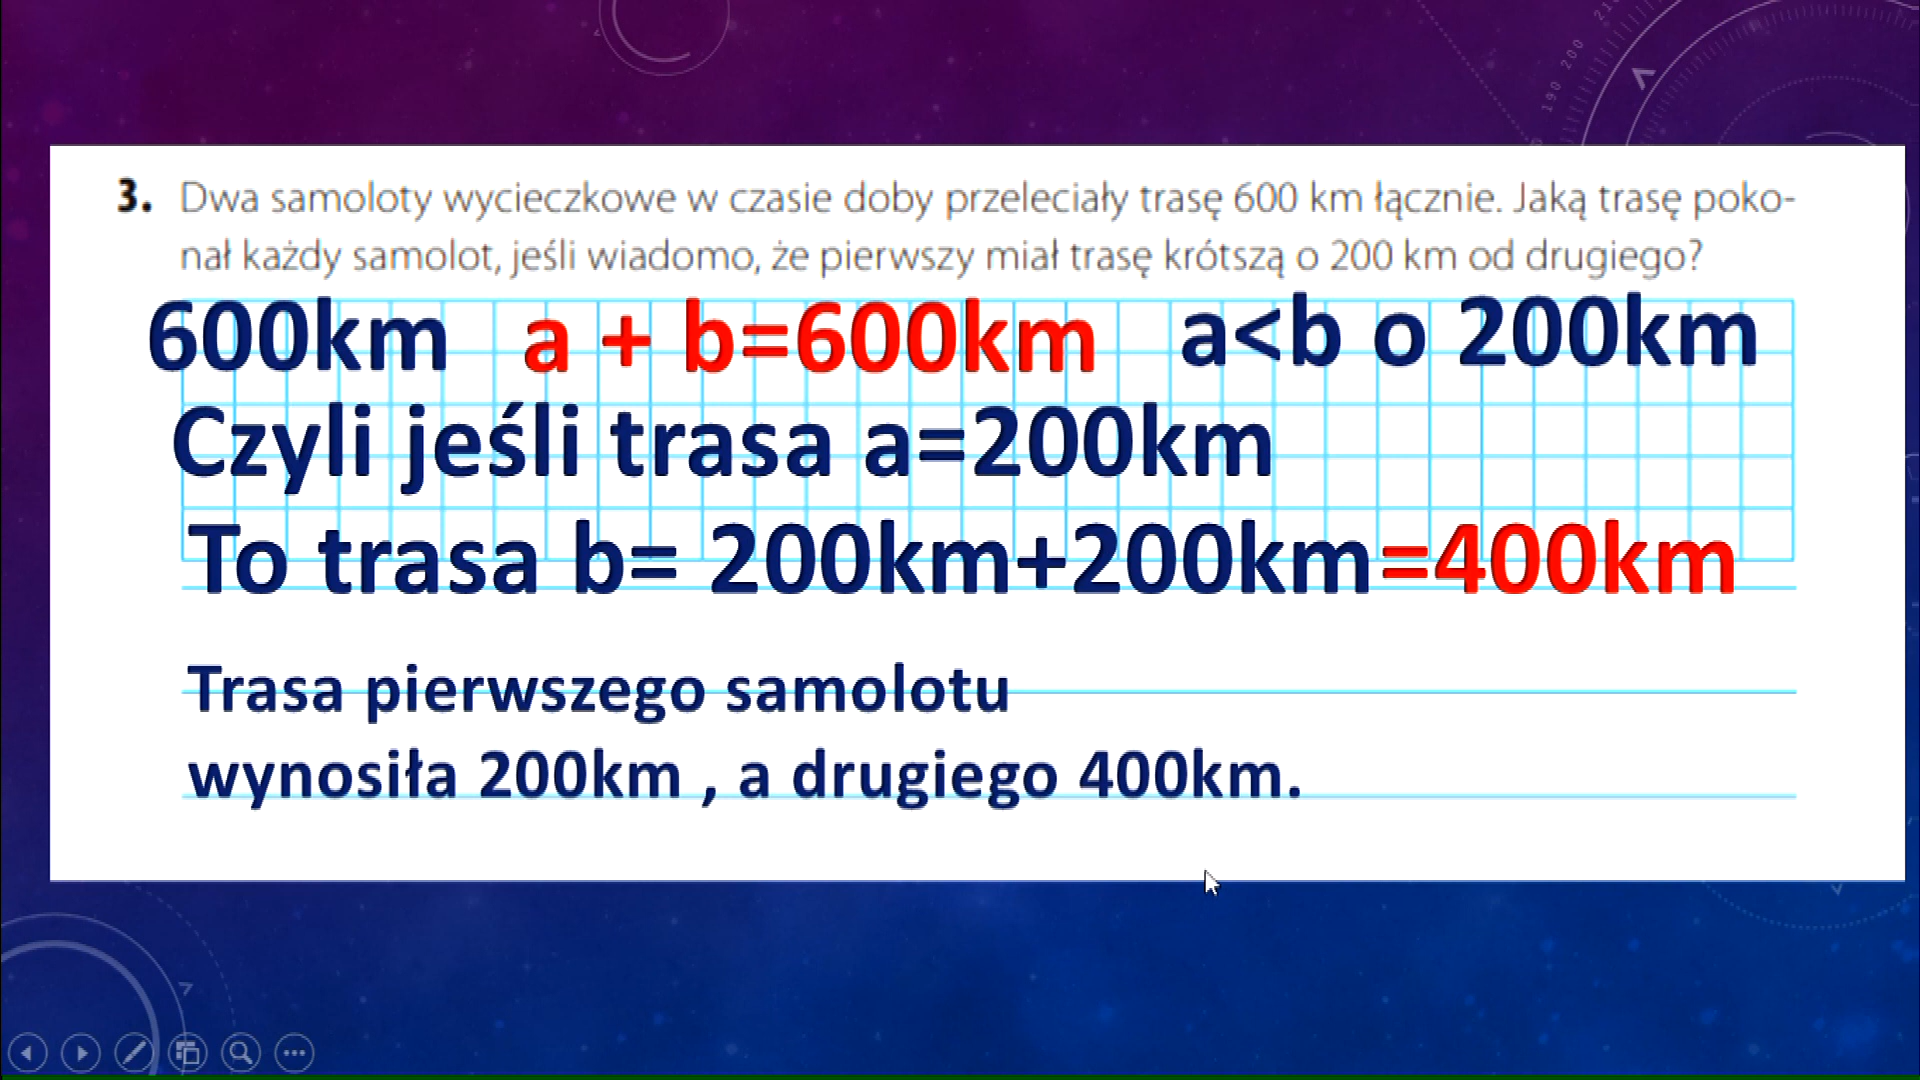 3. Dwa samoloty wycieczkowe w czasie doby przeleciały trasę 600 km łącznie. Jaką trasę poko-
nał każdy samolot, jeśli wiadomo, że pierwszy miał trasę krótszą o 200 km od drugiego?
600km a + b=600km a<b o 200km
Czyli jeśli trasa a=200km
To trasa b= 200km+200km=400km
Trasa pierwszego samolotu
wynosiła 200km , a drugiego 400km.
190 200